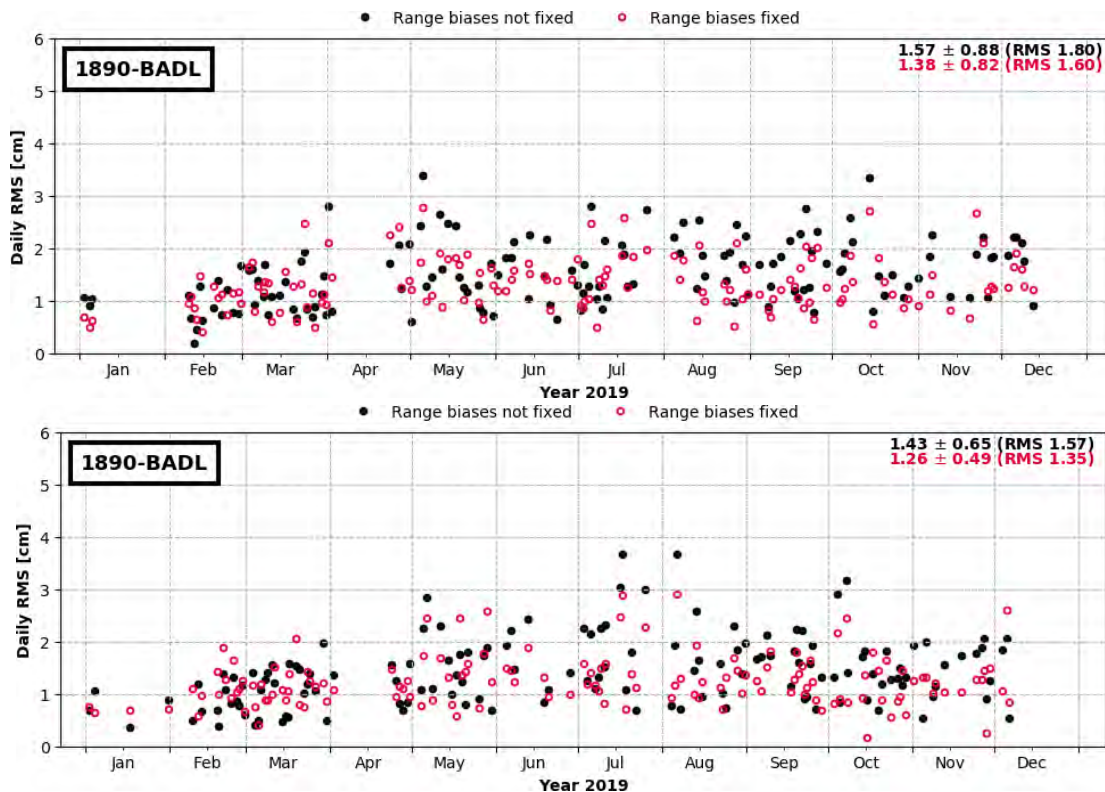 Range biases not fixed Range biases fixed
6
1890-BADL
1.57 ± 0.88 (RMS 1.80)
1.38 ± 0.82 (RMS 1.60)
5
4
Daily RMS [cm]
3
2
1
0
Jan Feb Mar Apr May Jun Jul Aug Sep Oct Nov Dec
Year 2019
Range biases not fixed Range biases fixed
6
1890-BADL
1.43 ± 0.65 (RMS 1.57)
1.26 ± 0.49 (RMS 1.35)
5
4
Daily RMS [cm]
3
2
1
0
Jan Feb Mar Apr May Jun Jul Aug Sep Oct Nov Dec
Year 2019